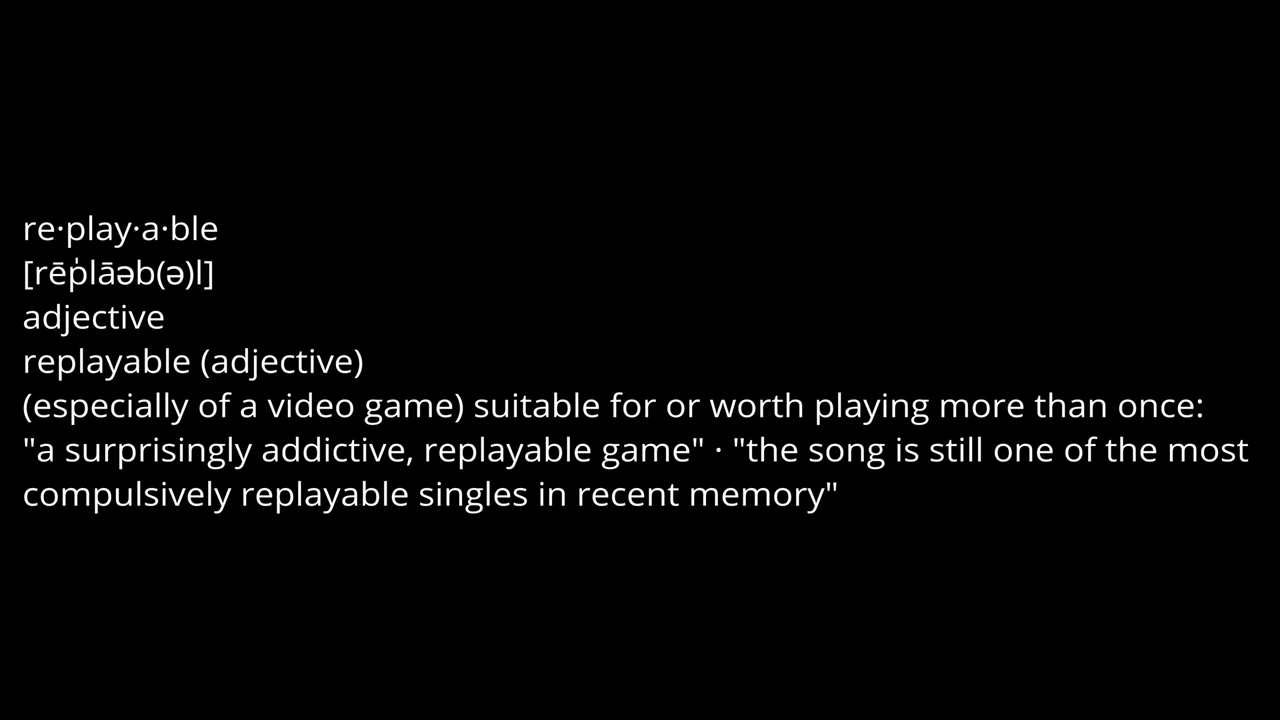 re·play·a·ble
[rēˈplāəb(ə)l]
adjective
replayable (adjective)
(especially of a video game) suitable for or worth playing more than once:
"a surprisingly addictive, replayable game" · "the song is still one of the most
compulsively replayable singles in recent memory"